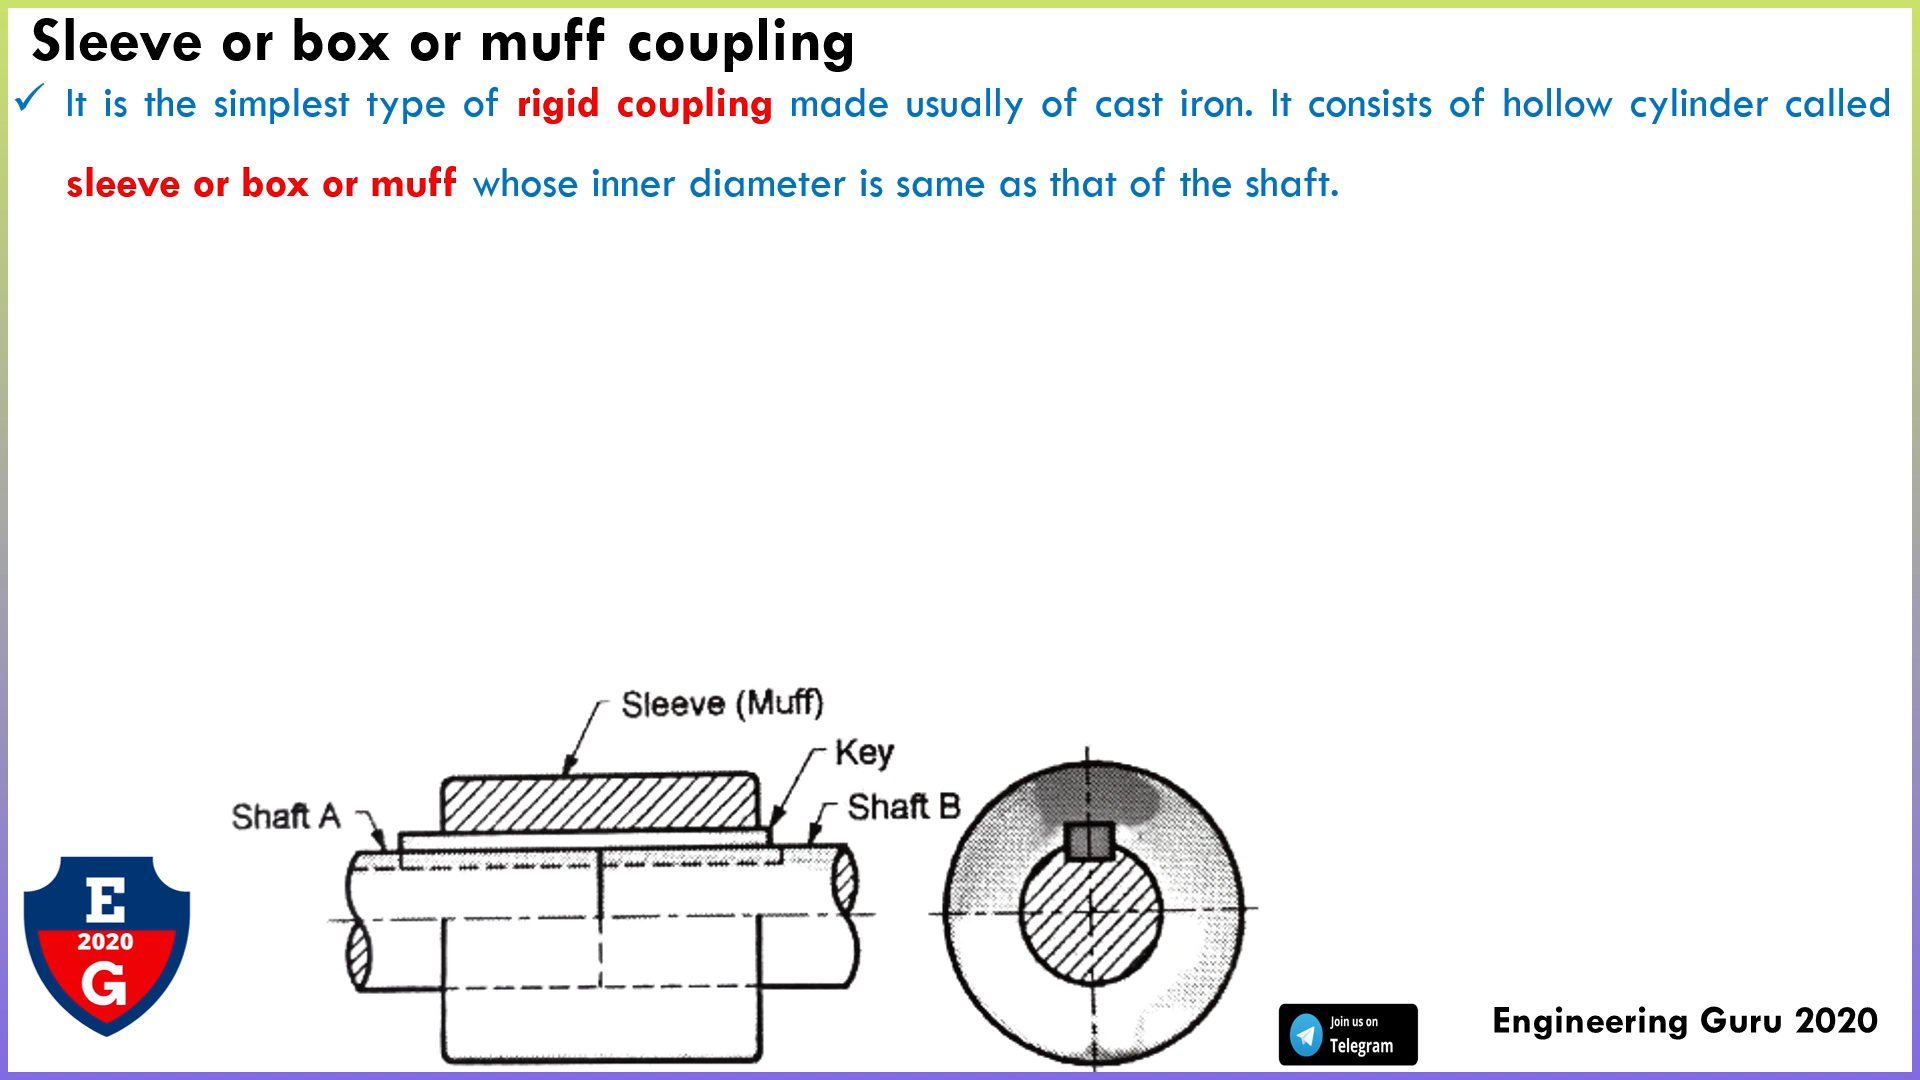 Sleeve or box or muff coupling
✓ It is the simplest type of rigid coupling made usually of cast iron. It consists of hollow cylinder called
sleeve or box or muff whose inner diameter is same as that of the shaft.
Sleeve (Muff)
Key
Shaft A
Shaft B
E
2020
G
Join us on
Telegram
Engineering Guru 2020